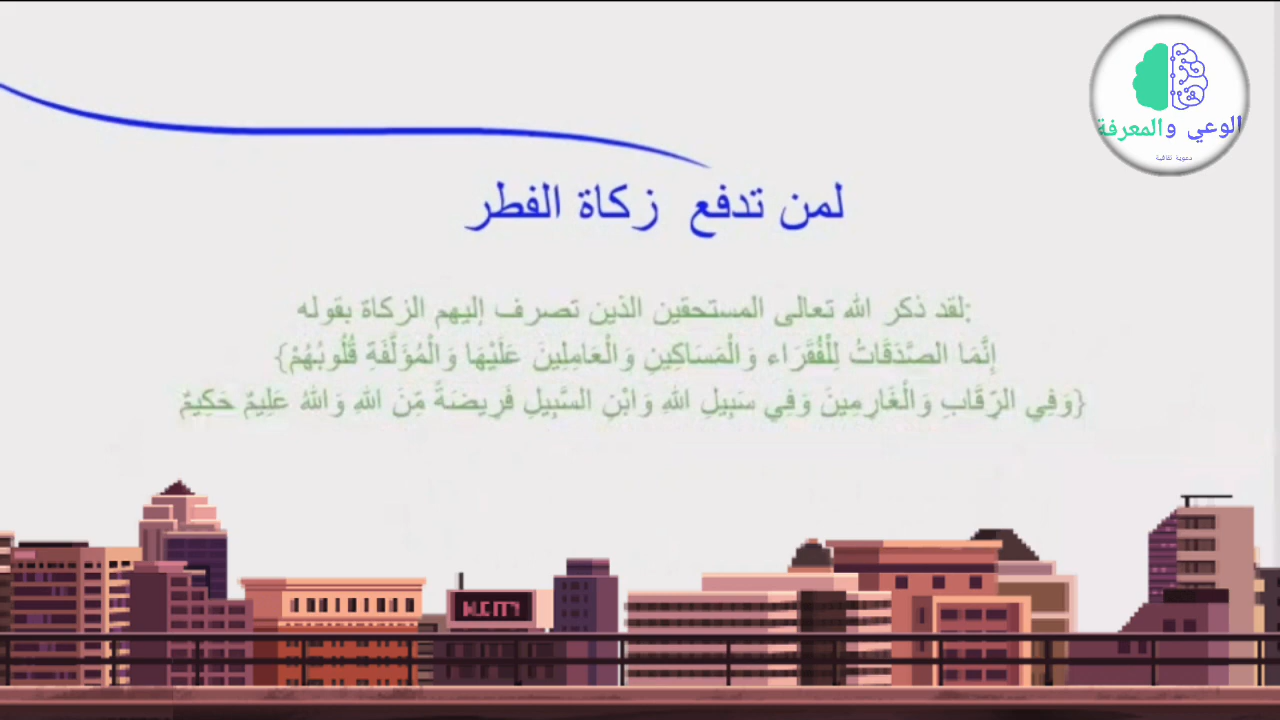 الوعي والمعرفة
دعوية ثقافية
لمن تدفع زكاة الفطر
لقد ذكر الله تعالى المستحقين الذين تصرف إليهم الزكاة بقوله:
إِنَّمَا الصَّدَقَاتُ لِلْفُقَرَاء وَالْمَسَاكِينِ وَالْعَامِلِينَ عَلَيْهَا وَالْمُؤَلَّفَةِ قُلُوبُهُمْ}
{وَفِي الرِّقَابِ وَالْغَارِمِينَ وَفِي سَبِيلِ اللهِ وَابْنِ السَّبِيلِ فَرِيضَةً مِّنَ اللهِ وَاللهُ عَلِيمٌ حَكِيمٌ